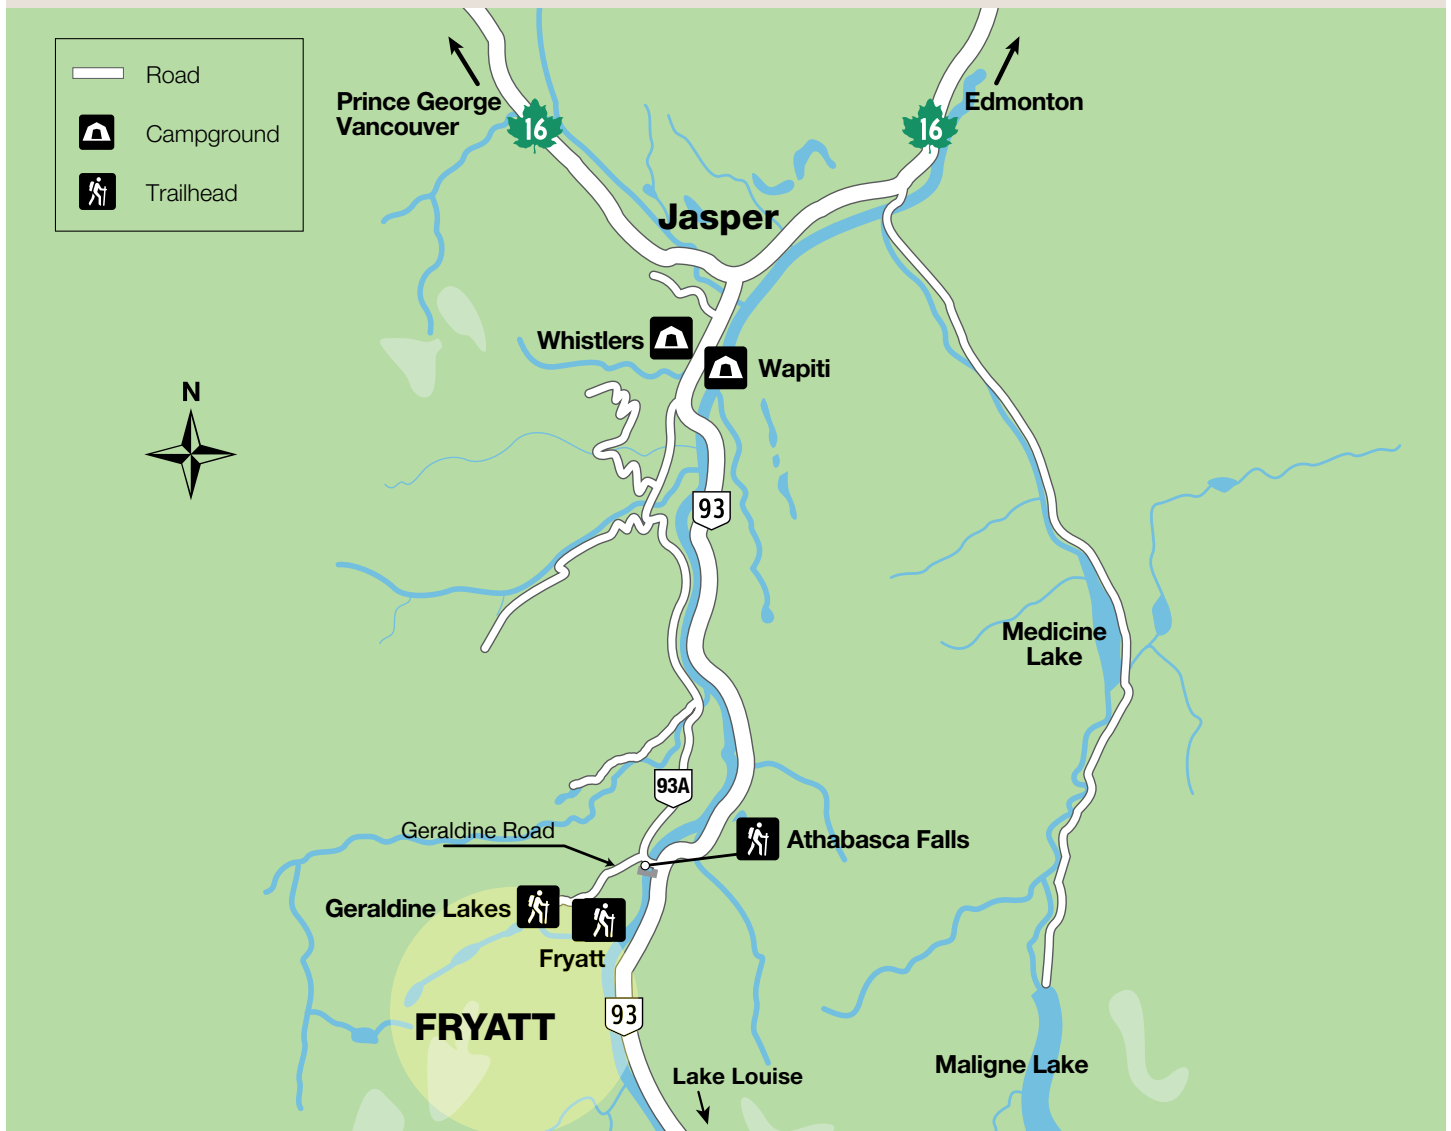 Road
Campground
Trailhead
Prince George
Vancouver
16
16
Edmonton
Jasper
Whistlers
Wapiti
N
93
Medicine
Lake
93A
Geraldine Road
Athabasca Falls
Geraldine Lakes
Fryatt
FRYATT
93
Maligne Lake
Lake Louise